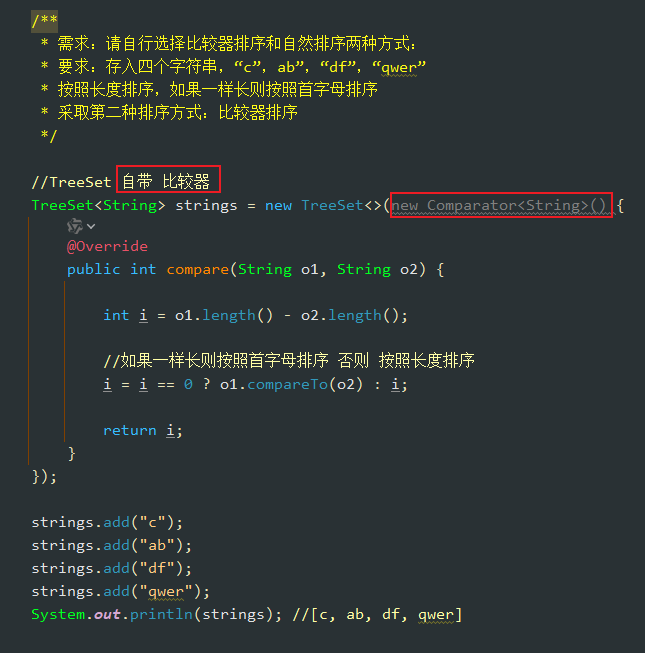 /**
 * 需求：请自行选择比较器排序和自然排序两种方式：
 * 要求：存入四个字符串，“c”，ab”，“df”，“qwer”
 * 按照长度排序，如果一样长则按照首字母排序
 * 采取第二种排序方式：比较器排序
 */
//TreeSet 自带 比较器
TreeSet<String> strings = new TreeSet<>(new Comparator<String>() {
@Override
public int compare(String o1, String o2) {
int i = o1.length() - o2.length();
//如果一样长则按照首字母排序 否则 按照长度排序
i = i == 0 ? o1.compareTo(o2) : i;
return i;
}
});
strings.add("c");
strings.add("ab");
strings.add("df");
strings.add("qwer");
System.out.println(strings); //[c, ab, df, qwer]